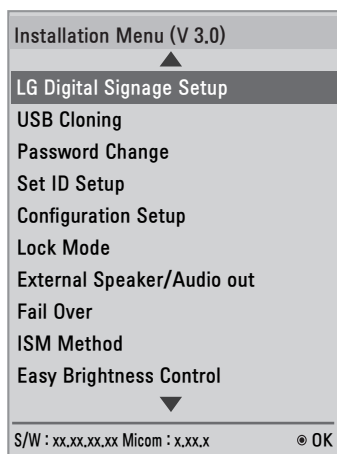 Installation Menu (V 3.0)
LG Digital Signage Setup
USB Cloning
Password Change
Set ID Setup
Configuration Setup
Lock Mode
External Speaker/Audio out
Fail Over
ISM Method
Easy Brightness Control
S/W : xx.xx.xx.xx Micom : x.xx.x ◉ OK